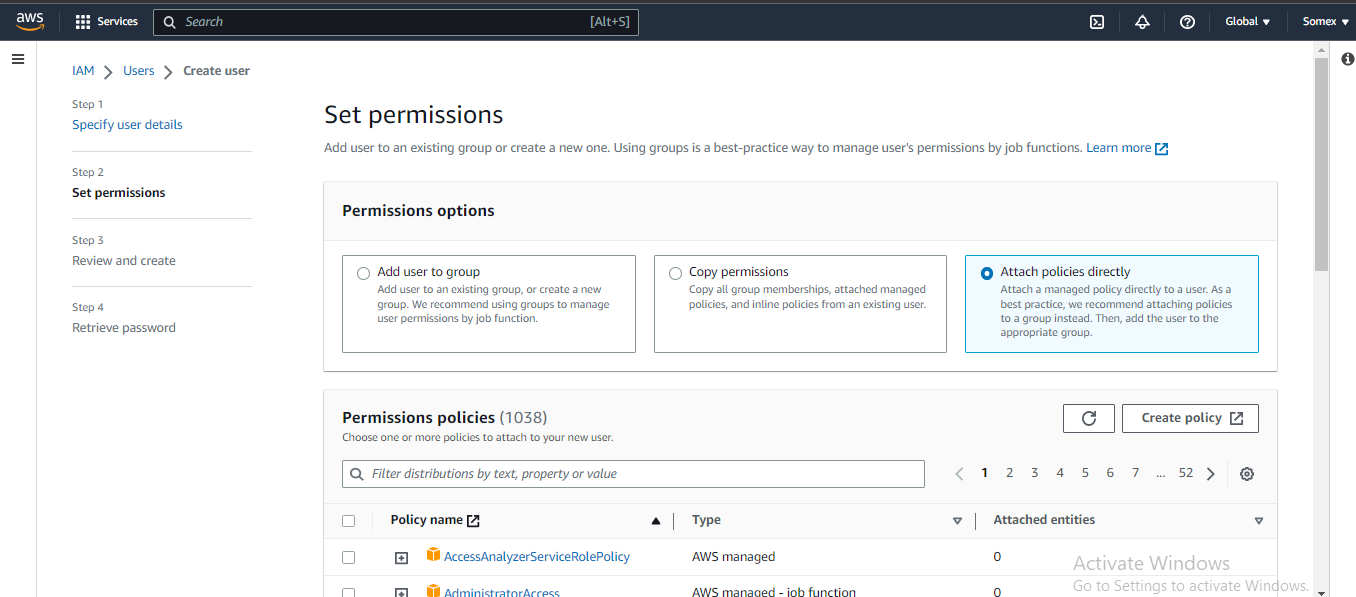 aws
Services
Search
[Alt+S]
Global
Somex
IAM
Users
Create user
Step 1
Specify user details
Step 2
Set permissions
Step 3
Review and create
Step 4
Retrieve password
Set permissions
Add user to an existing group or create a new one. Using groups is a best-practice way to manage user's permissions by job functions. Learn more
Permissions options
Add user to group
Add user to an existing group, or create a new
group. We recommend using groups to manage
user permissions by job function.
Copy permissions
Copy all group memberships, attached managed
policies, and inline policies from an existing user.
Attach policies directly
Attach a managed policy directly to a user. As a
best practice, we recommend attaching policies
to a group instead. Then, add the user to the
appropriate group.
Permissions policies (1038)
Choose one or more policies to attach to your new user.
Create policy
Filter distributions by text, property or value
1 2 3 4 5 6 7 ... 52
Policy name
Type
Attached entities
AccessAnalyzerServiceRolePolicy
AWS managed
0
AdministratorAccess
AWS managed - job function
0
Activate Windows
Go to Settings to activate Windows.